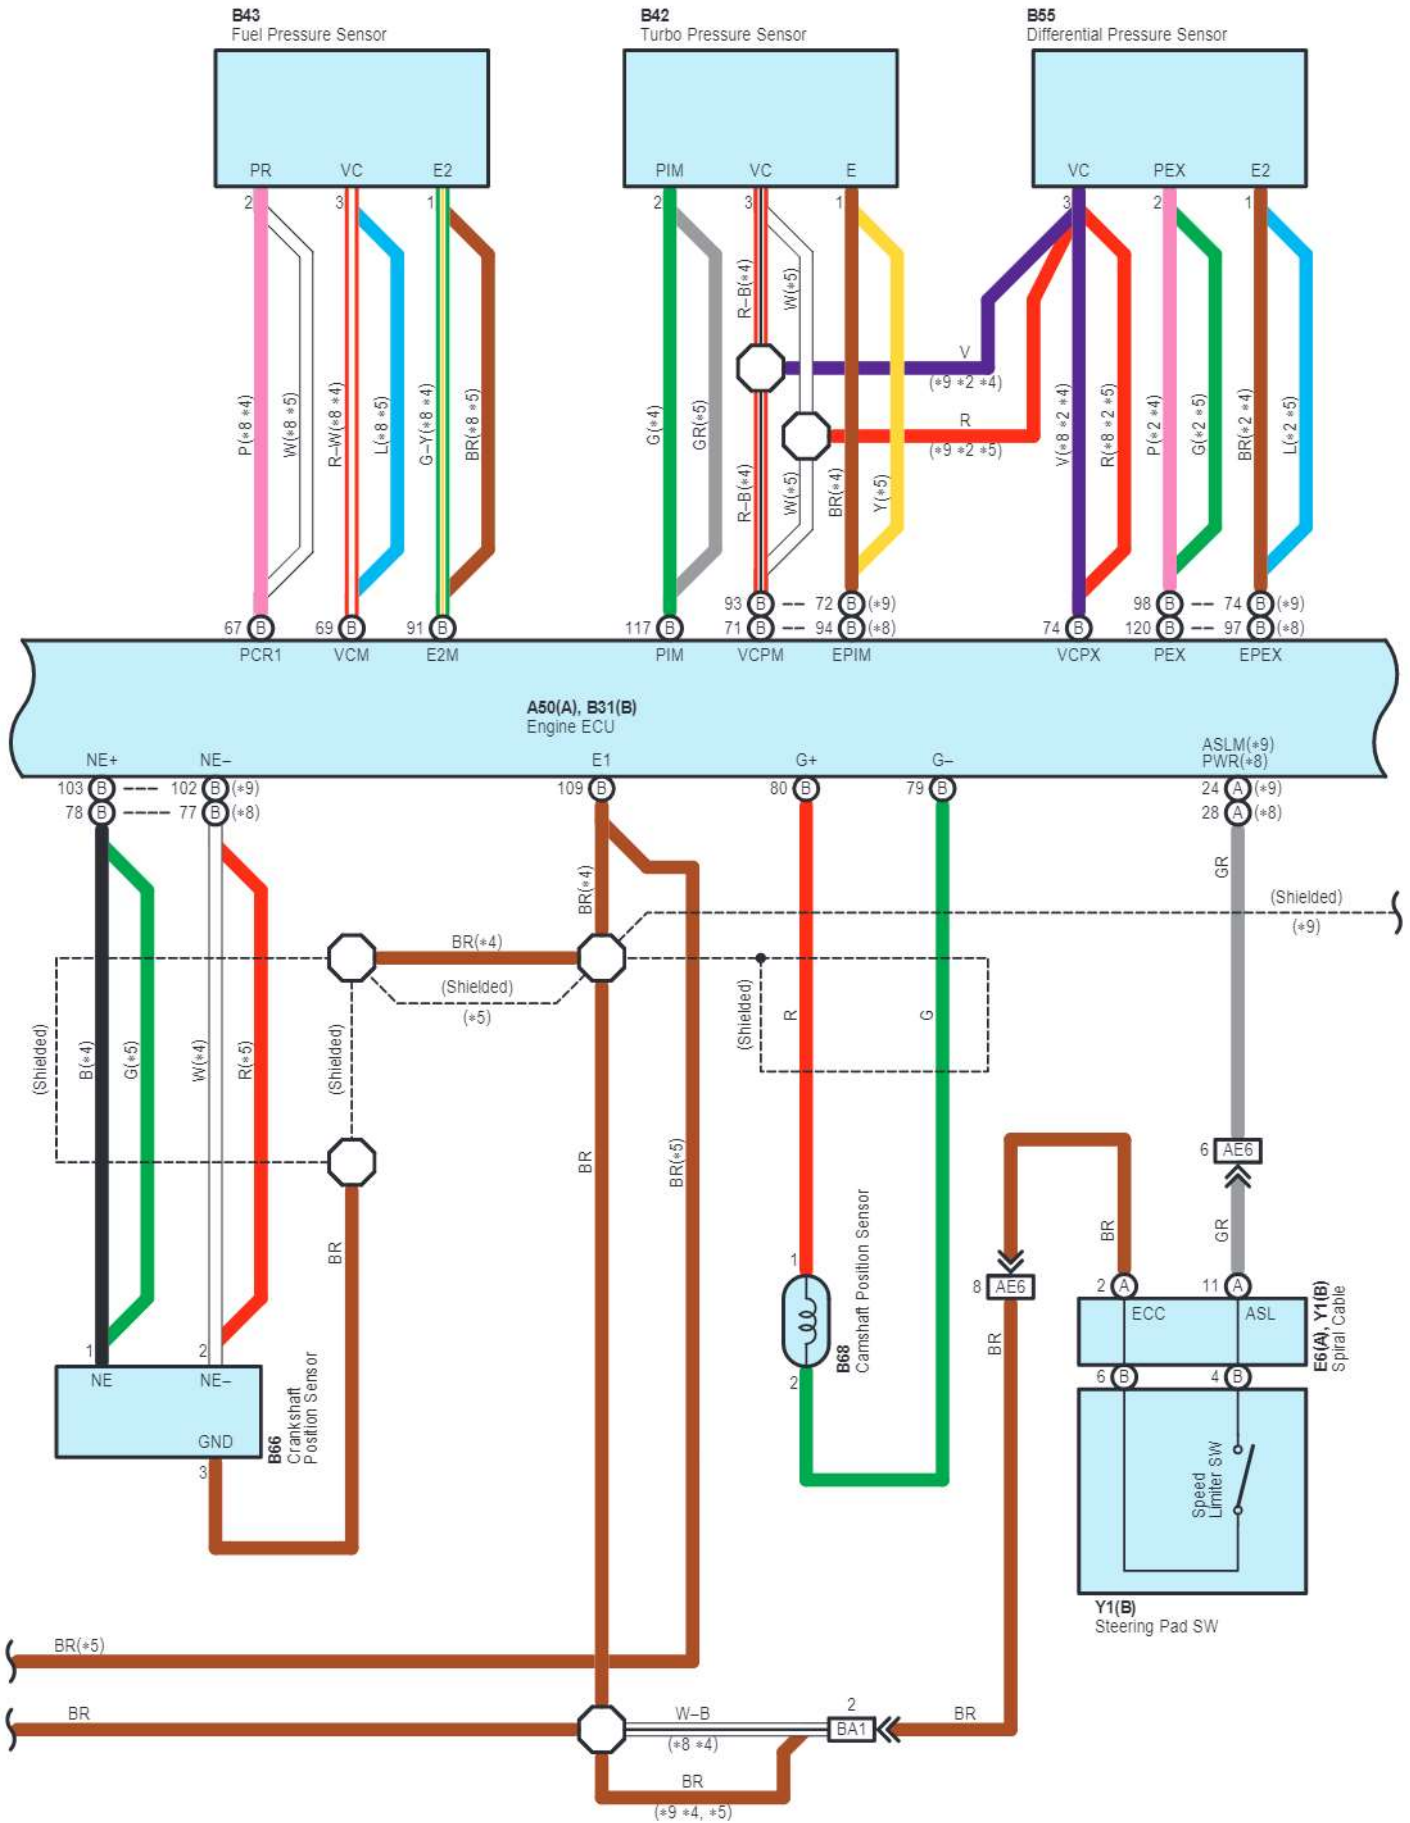 B43
Fuel Pressure Sensor
B42
Turbo Pressure Sensor
B55
Differential Pressure Sensor
PR VC E2
PIM VC E
VC PEX E2
2 3 1
2 3 1
3 2 1
R–B(*4)
W(*5)
V
(*9 *2 *4)
R
(*9 *2 *5)
P(*8 *4)
W(*8 *5)
R–W(*8 *4)
L(*8 *5)
G–Y(*8 *4)
BR(*8 *5)
G(*4)
GR(*5)
R–B(*4)
W(*5)
BR(*4)
Y(*5)
V(*8 *2 *4)
R(*8 *2 *5)
P(*2 *4)
G(*2 *5)
BR(*2 *4)
L(*2 *5)
93 B 72 B (*9)
98 B 74 B (*9)
67 B 69 B 91 B
117 B 71 B 94 B (*8)
74 B 120 B 97 B (*8)
PCR1 VCM E2M
PIM VCPM EPIM
VCPX PEX EPEX
A50(A), B31(B)
Engine ECU
ASLM(*9)
PWR(*8)
NE+ NE– E1 G+ G–
103 B 102 B (*9)
109 B 80 B 79 B
24 A (*9)
78 B 77 B (*8)
28 A (*8)
BR(*4)
GR
(Shielded)
(*9)
BR(*4)
(Shielded)
(*5)
(Shielded)
B(*4)
G(*5)
W(*4)
R(*5)
(Shielded)
(Shielded)
R
G
BR
BR(*5)
BR
6 AE6
BR
GR
1
8 AE6
2 A 11 A
ECC ASL
E6(A), Y1(B)
Spiral Cable
B68
Camshaft Position Sensor
2
BR
6 B 4 B
1 2
NE NE–
GND
3
B66
Crankshaft
Position Sensor
Speed
Limiter SW
Y1(B)
Steering Pad SW
BR(*5)
BR
W–B
(*8 *4)
2
BA1
BR
BR
(*9 *4, *5)